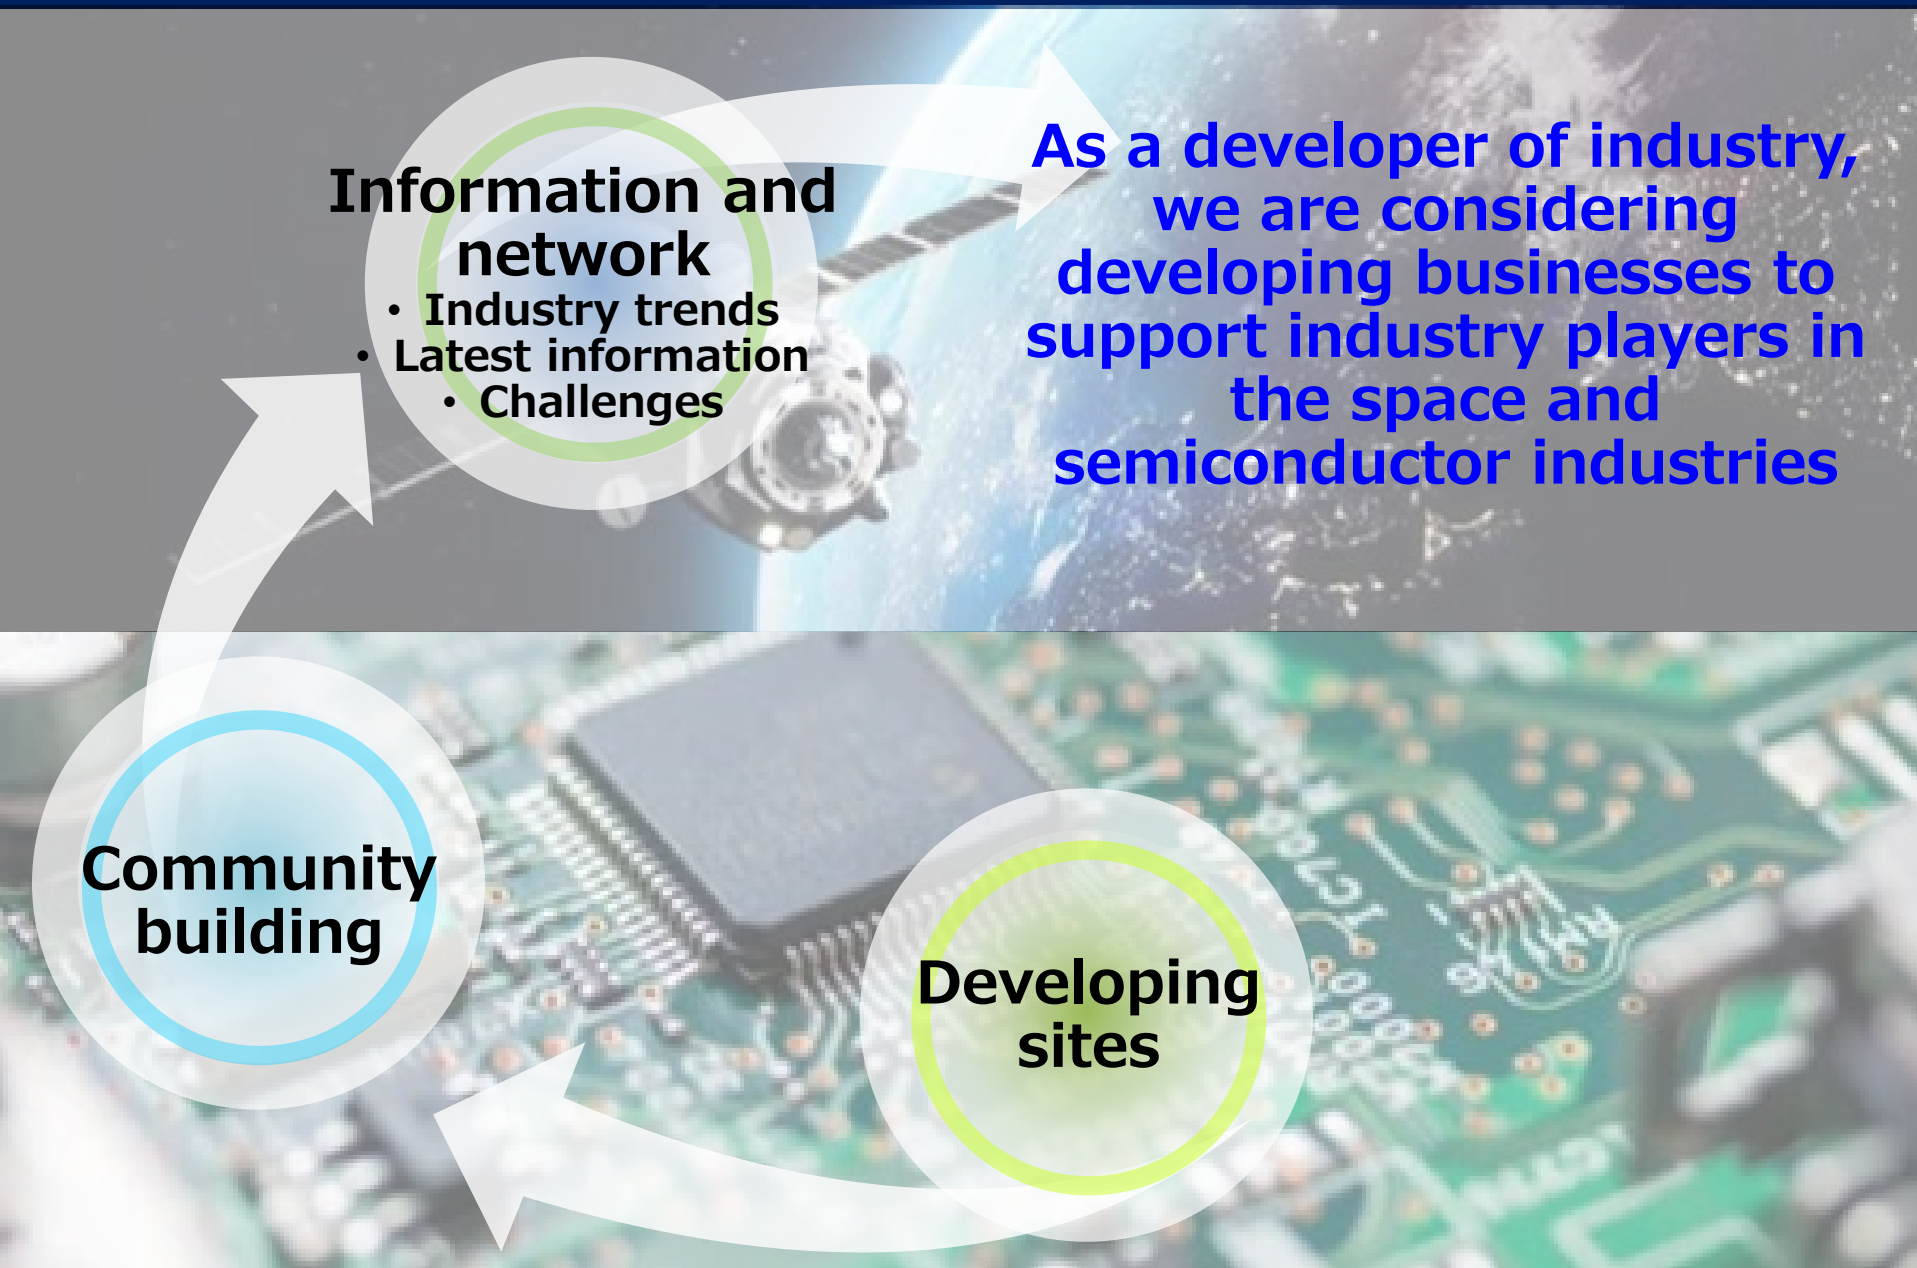 Information and
network
• Industry trends
• Latest information
• Challenges
As a developer of industry,
we are considering
developing businesses to
support industry players in
the space and
semiconductor industries
Community
building
Developing
sites
IC709